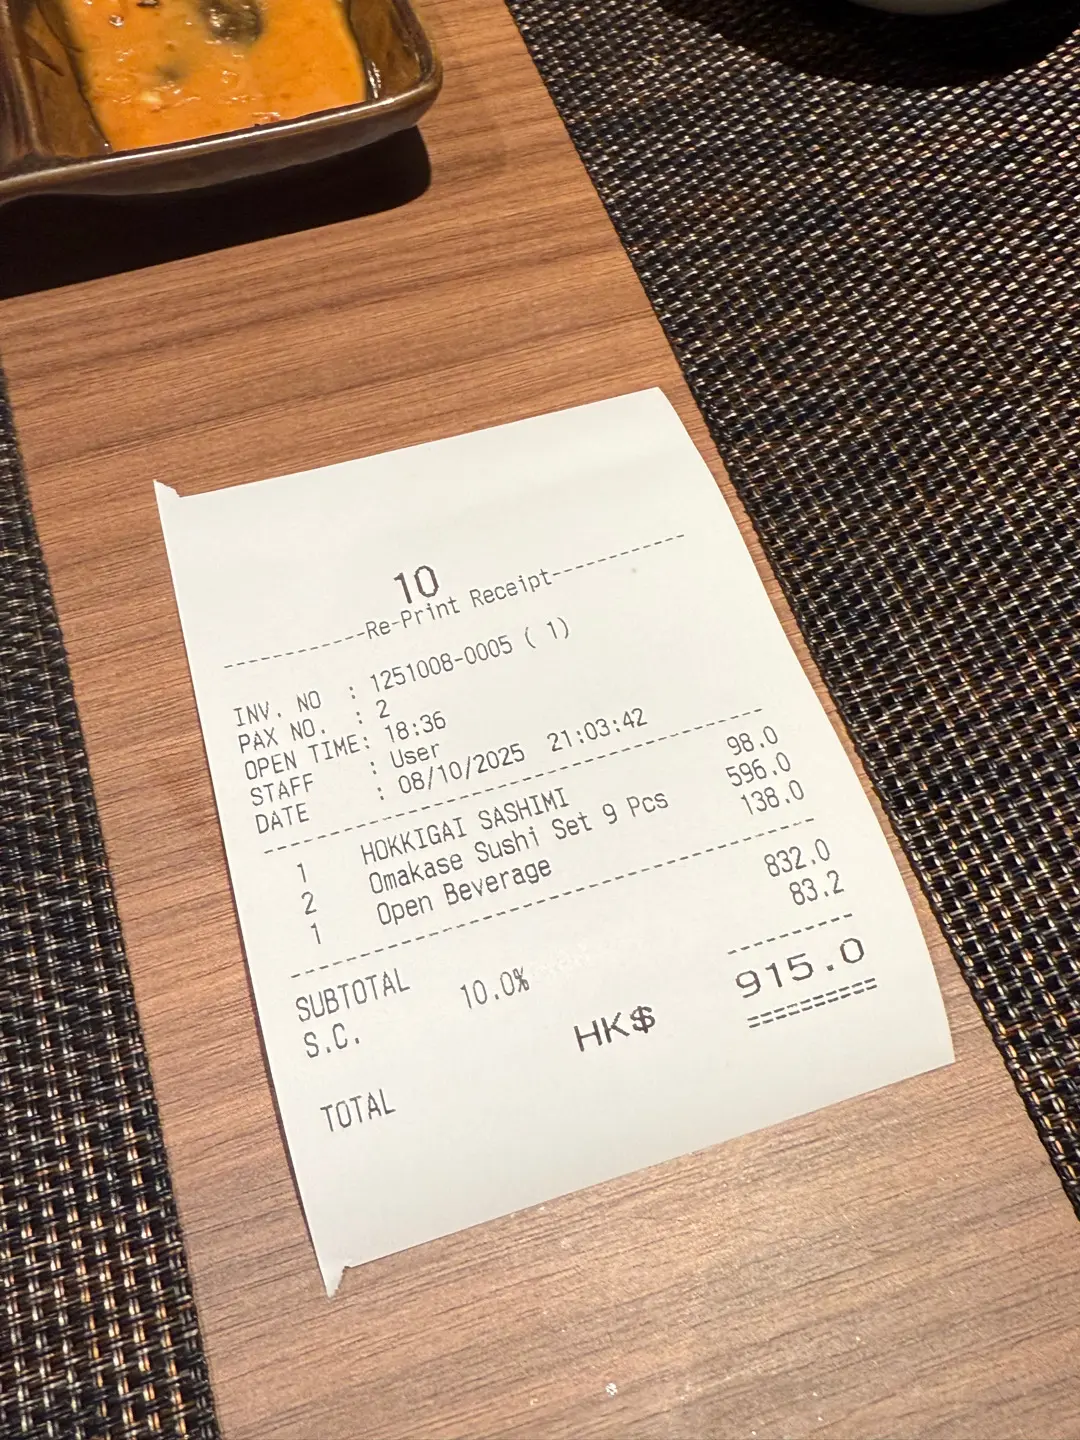 10
---------Re-Print Receipt---------
INV. NO : 1251008-0005 ( 1)
PAX NO. : 2
OPEN TIME: 18:36
STAFF : User
DATE : 08/10/2025 21:03:42
1 HOKKIGAI SASHIMI 98.0
2 Omakase Sushi Set 9 Pcs 596.0
1 Open Beverage 138.0
SUBTOTAL 832.0
S.C. 10.0% 83.2
TOTAL HK$ 915.0